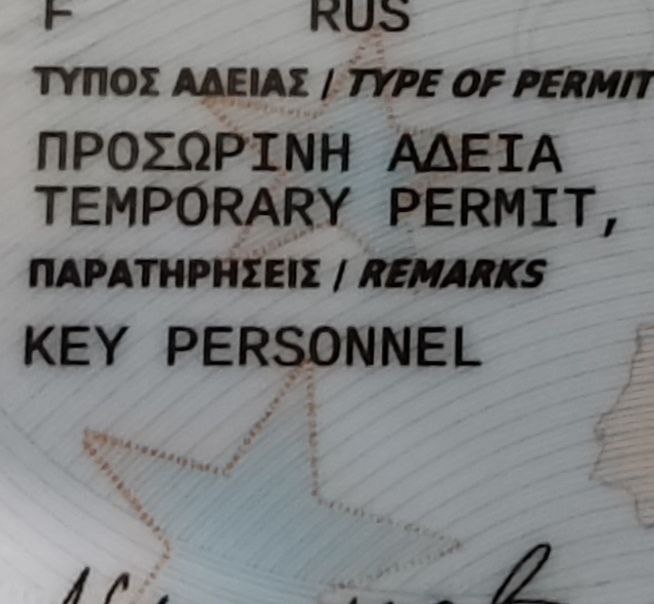 F RUS
ΤΥΠΟΣ ΑΔΕΙΑΣ / TYPE OF PERMIT
ΠΡΟΣΩΡΙΝΗ ΑΔΕΙΑ
TEMPORARY PERMIT,
ΠΑΡΑΤΗΡΗΣΕΙΣ / REMARKS
KEY PERSONNEL